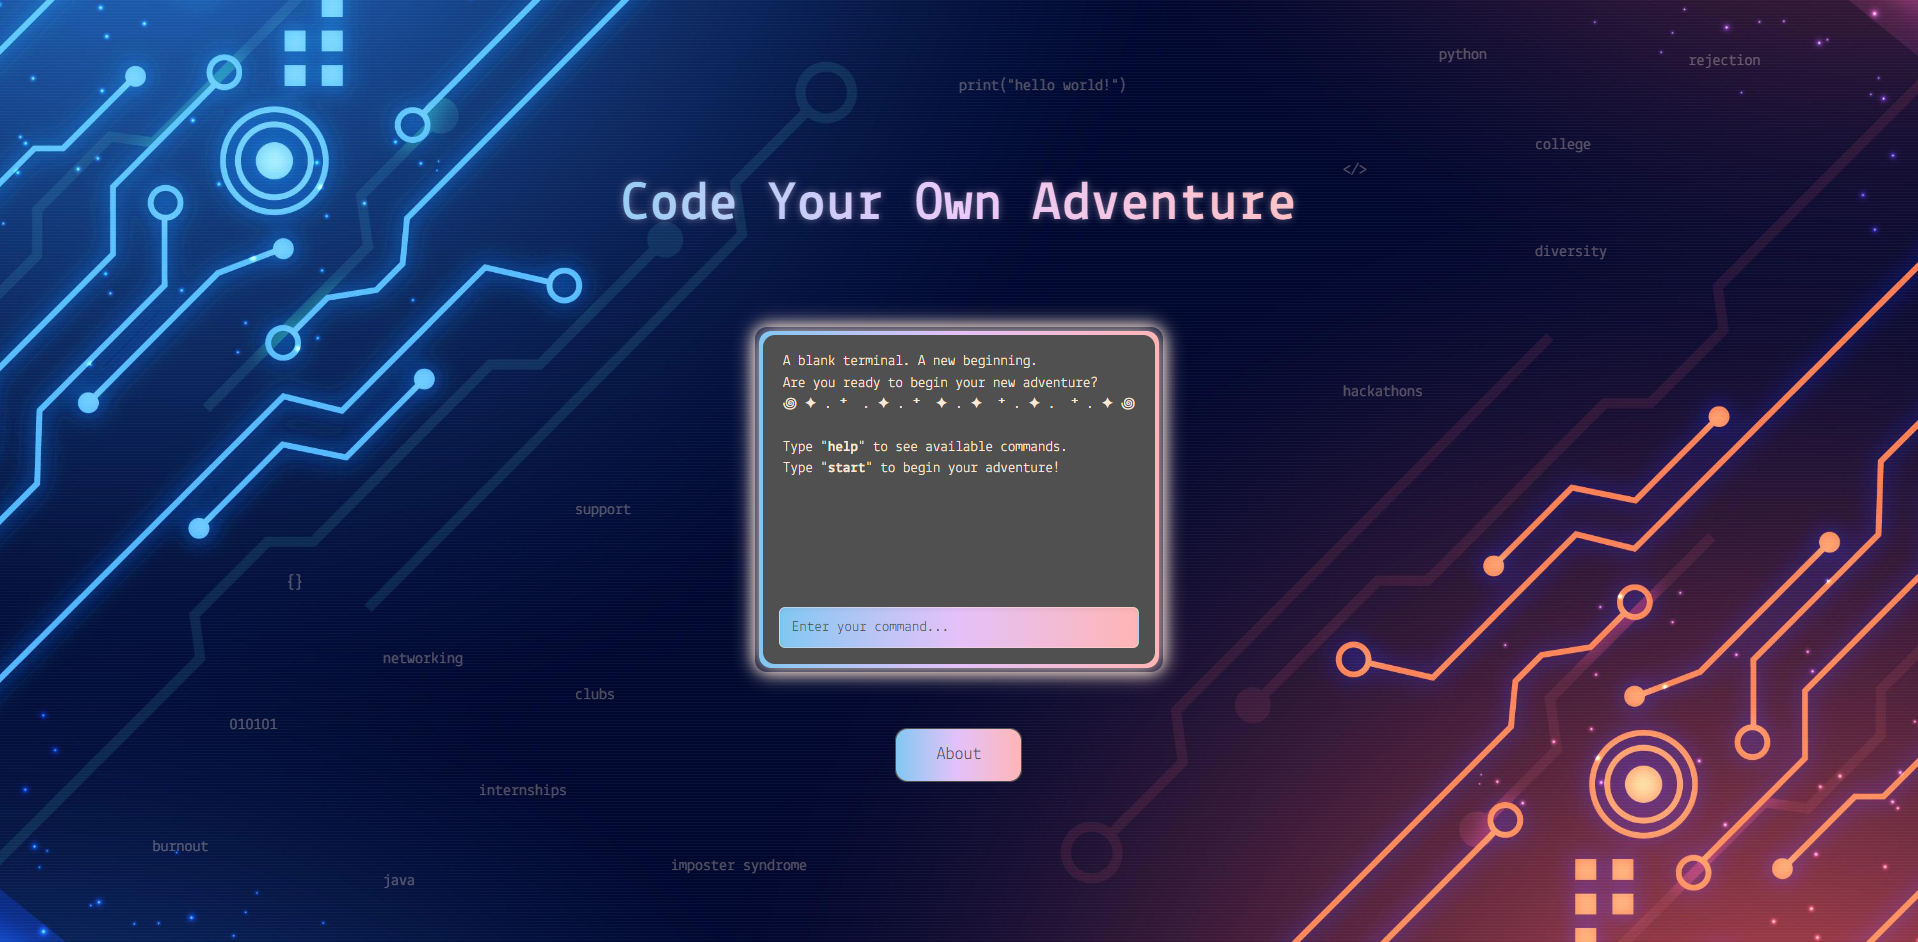 python
rejection
print("hello world!")
college
</>
Code Your Own Adventure
diversity
A blank terminal. A new beginning.
Are you ready to begin your new adventure?
꩜ ✦ . ⁺ . ✦ . ⁺ ✦ . ✦ ⁺ . ✦ . ⁺ . ✦ ꩜
hackathons
Type "help" to see available commands.
Type "start" to begin your adventure!
support
{}
Enter your command...
networking
clubs
010101
About
internships
burnout
imposter syndrome
java